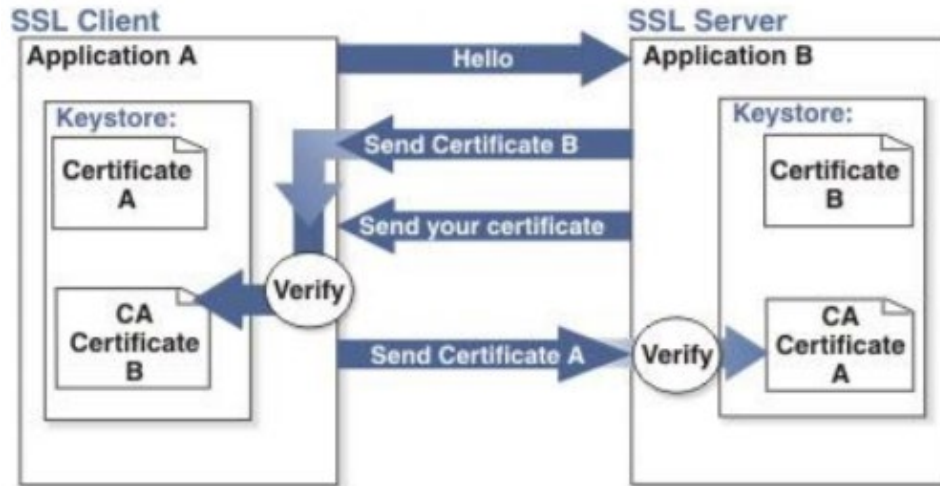 SSL Client
Application A
Keystore:
Certificate
A
CA
Certificate
B
Verify
Hello
Send Certificate B
Send your certificate
Send Certificate A
SSL Server
Application B
Keystore:
Certificate
B
Verify
CA
Certificate
A